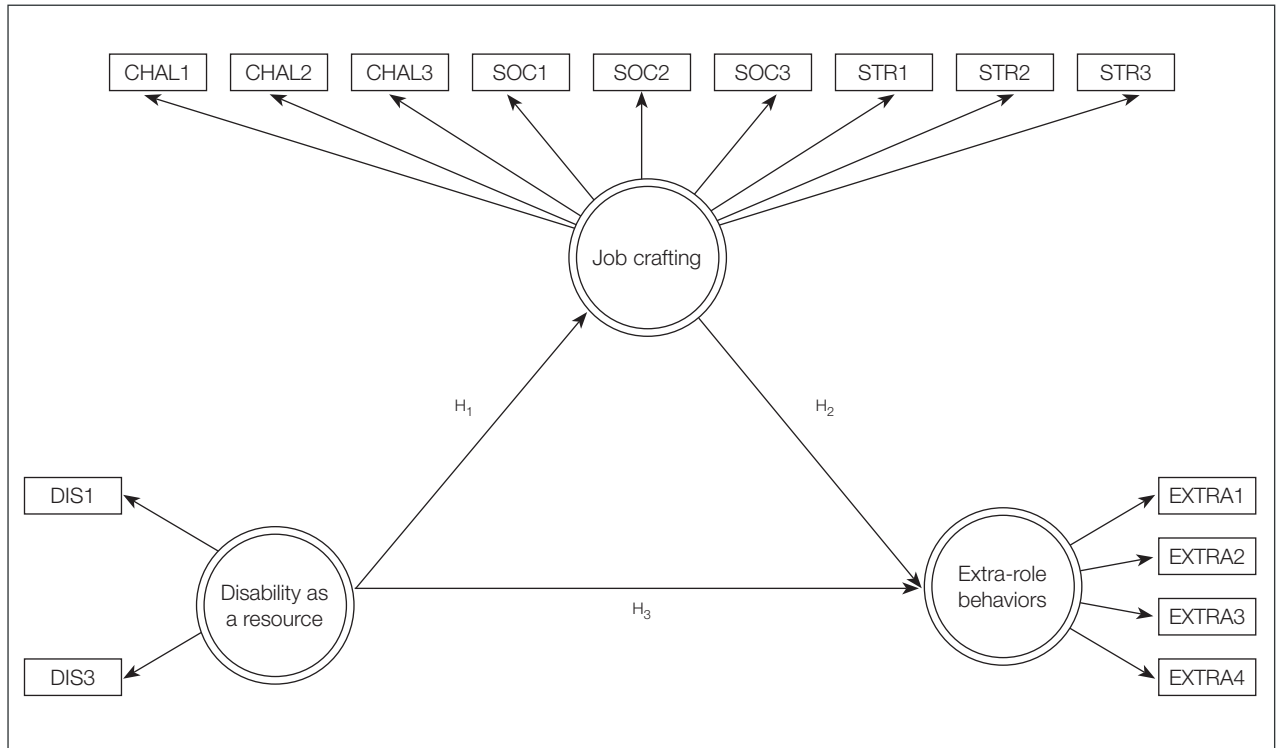 CHAL1
CHAL2
CHAL3
SOC1
SOC2
SOC3
STR1
STR2
STR3
Job crafting
H1
H2
DIS1
EXTRA1
EXTRA2
Disability as
a resource
Extra-role
behaviors
H3
EXTRA3
DIS3
EXTRA4